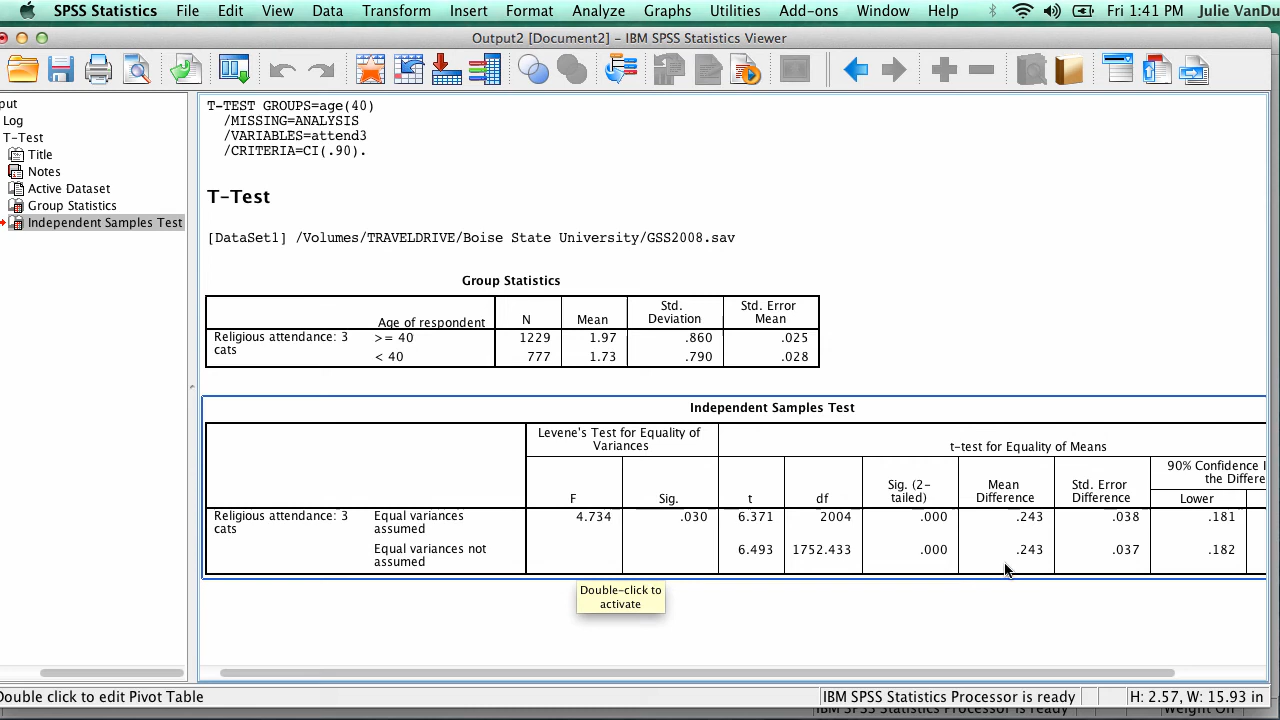 SPSS Statistics File Edit View Data Transform Insert Format Analyze Graphs Utilities Add-ons Window Help Fri 1:41 PM Julie VanDu
Output2 [Document2] – IBM SPSS Statistics Viewer
put
Log
T-Test
Title
Notes
Active Dataset
Group Statistics
Independent Samples Test
T-TEST GROUPS=age(40)
/MISSING=ANALYSIS
/VARIABLES=attend3
/CRITERIA=CI(.90).
T-Test
[DataSet1] /Volumes/TRAVELDRIVE/Boise State University/GSS2008.sav
Group Statistics
Age of respondent N Mean Std. Deviation Std. Error Mean
Religious attendance: 3 cats >= 40 1229 1.97 .860 .025
< 40 777 1.73 .790 .028
Independent Samples Test
Levene's Test for Equality of Variances t-test for Equality of Means
90% Confidence I
the Differe
F Sig. t df Sig. (2-tailed) Mean Difference Std. Error Difference Lower
Religious attendance: 3 cats Equal variances assumed 4.734 .030 6.371 2004 .000 .243 .038 .181
Equal variances not assumed 6.493 1752.433 .000 .243 .037 .182
Double-click to
activate
Double click to edit Pivot Table IBM SPSS Statistics Processor is ready H: 2.57, W: 15.93 in